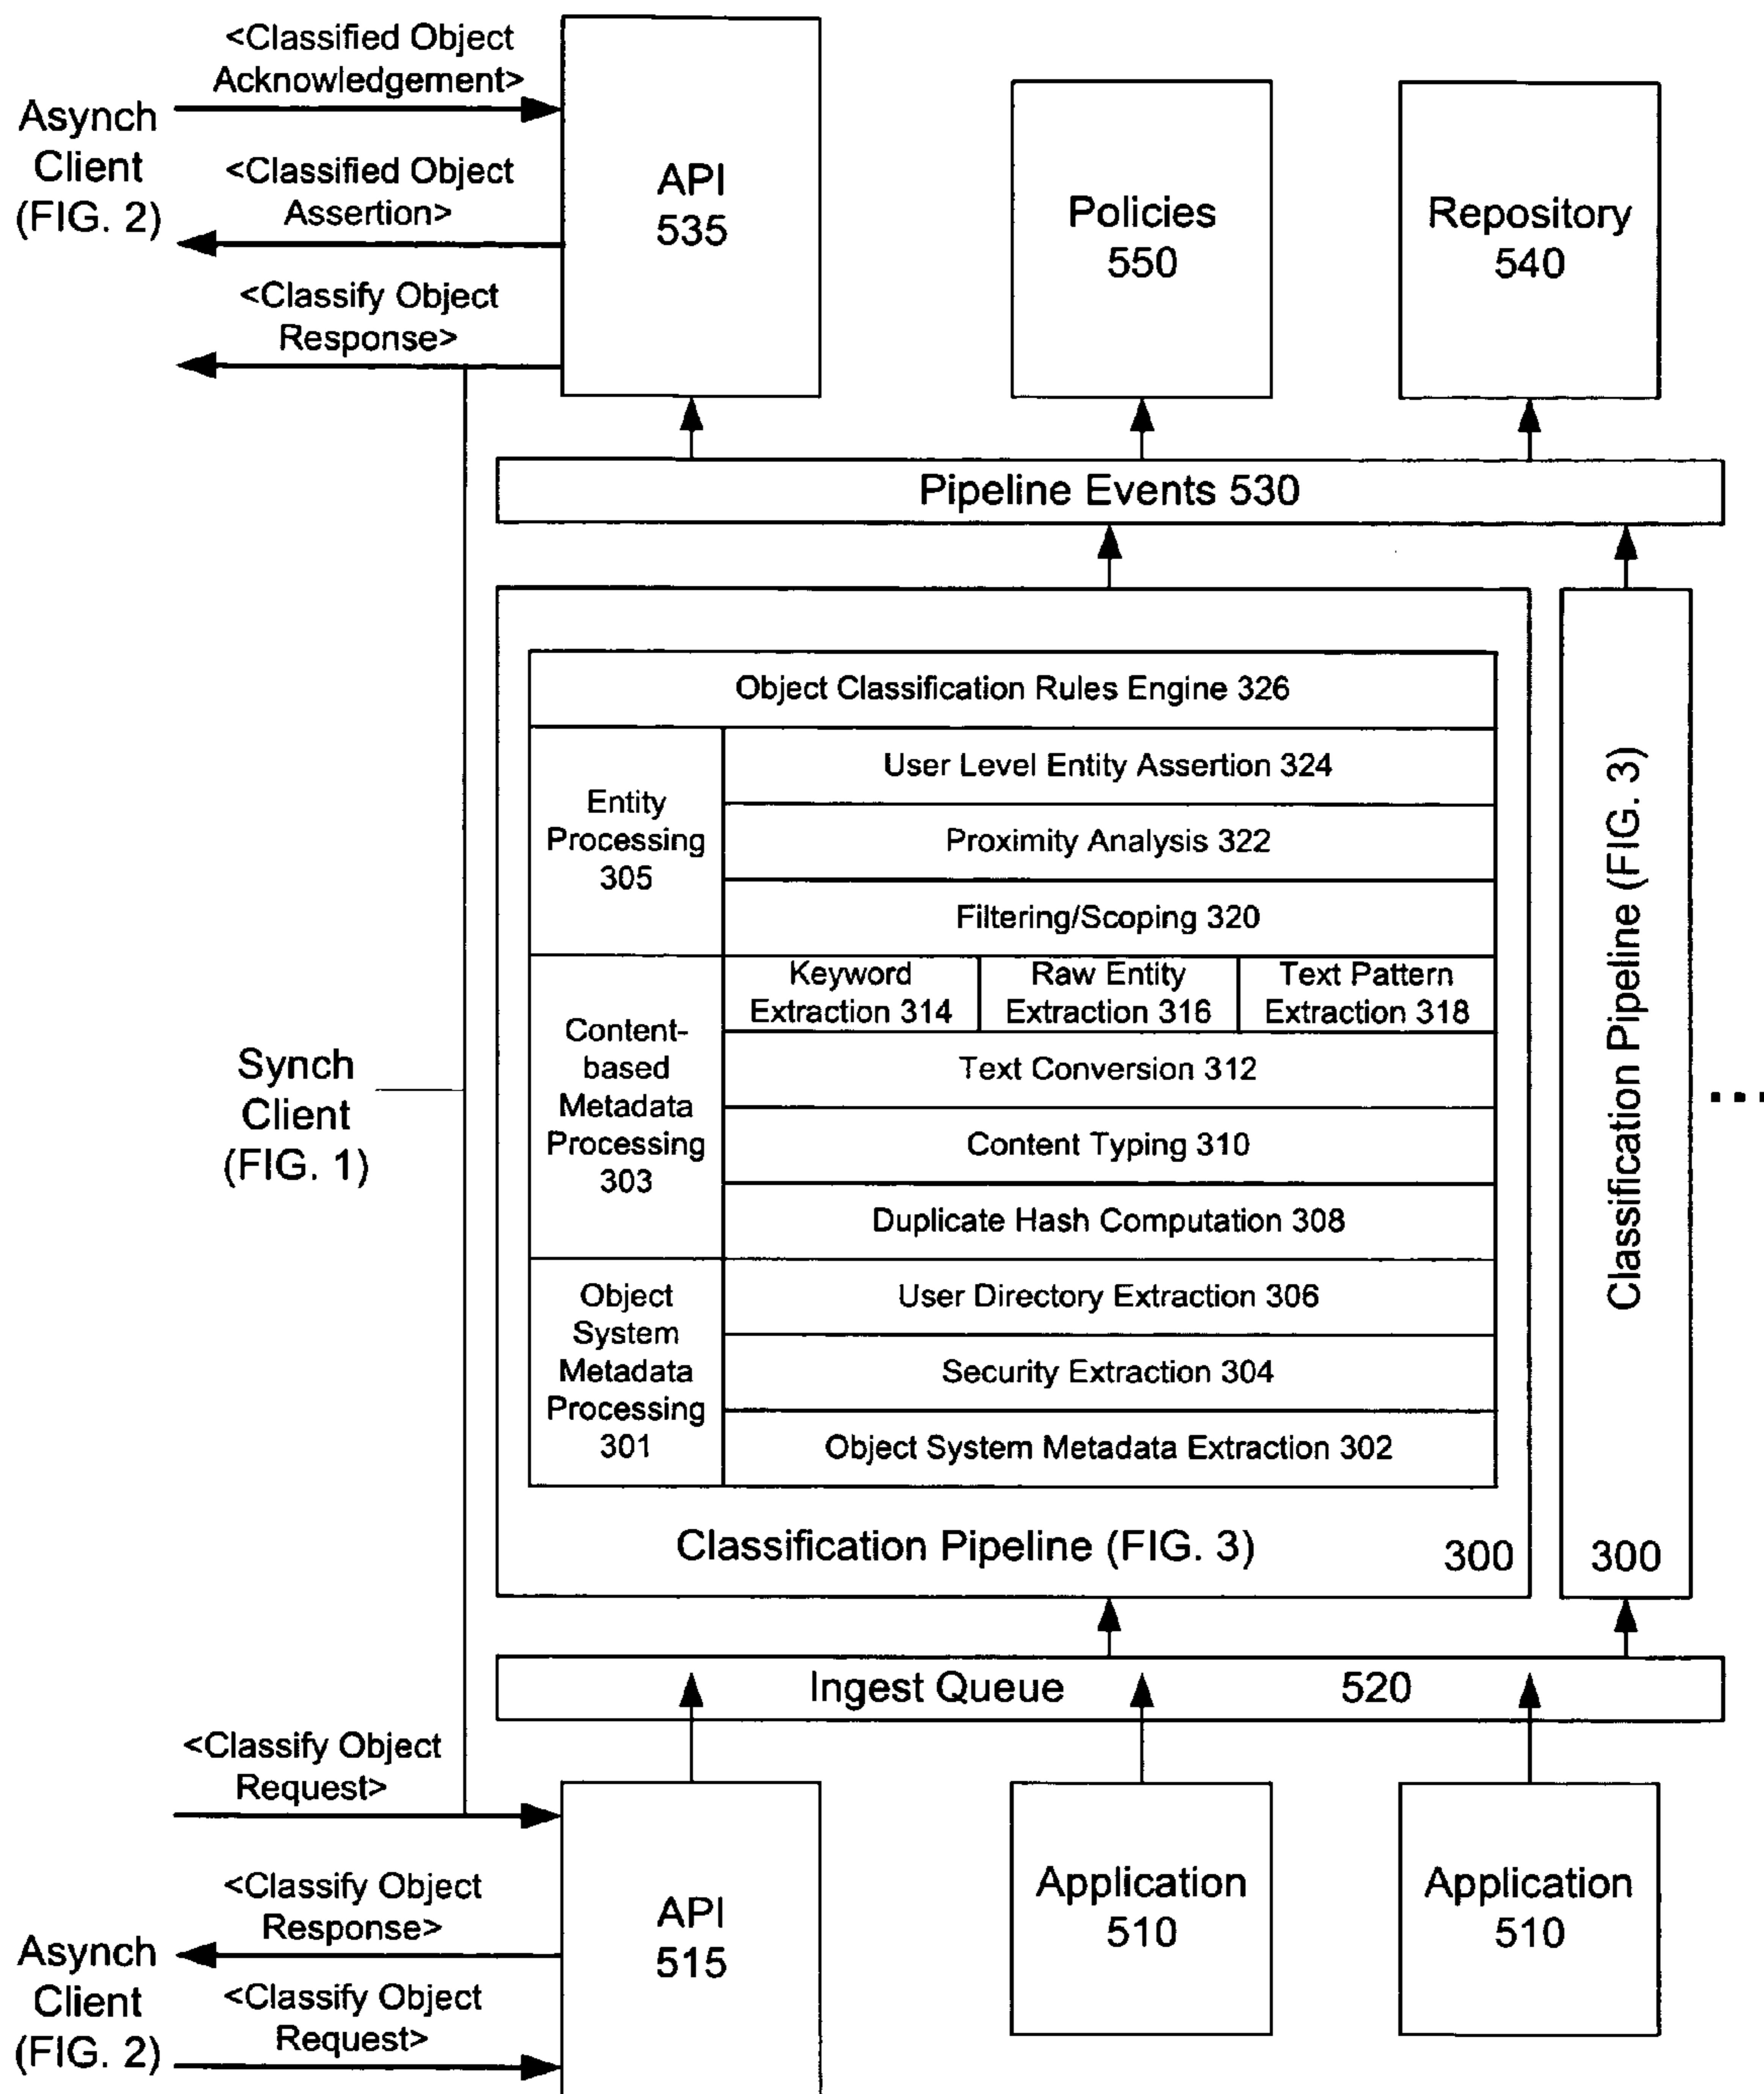 <Classified Object
Acknowledgement>
Asynch
Client
(FIG. 2)
<Classified Object
Assertion>
<Classify Object
Response>
API
535
Policies
550
Repository
540
Pipeline Events 530
Object Classification Rules Engine 326
Entity
Processing
305
User Level Entity Assertion 324
Proximity Analysis 322
Filtering/Scoping 320
Content-
based
Metadata
Processing
303
Keyword
Extraction 314
Raw Entity
Extraction 316
Text Pattern
Extraction 318
Text Conversion 312
Content Typing 310
Duplicate Hash Computation 308
Object
System
Metadata
Processing
301
User Directory Extraction 306
Security Extraction 304
Object System Metadata Extraction 302
Classification Pipeline (FIG. 3)
300
Classification Pipeline (FIG. 3)
300
...
Synch
Client
(FIG. 1)
Ingest Queue 520
<Classify Object
Request>
<Classify Object
Response>
Asynch
Client
(FIG. 2)
<Classify Object
Request>
API
515
Application
510
Application
510